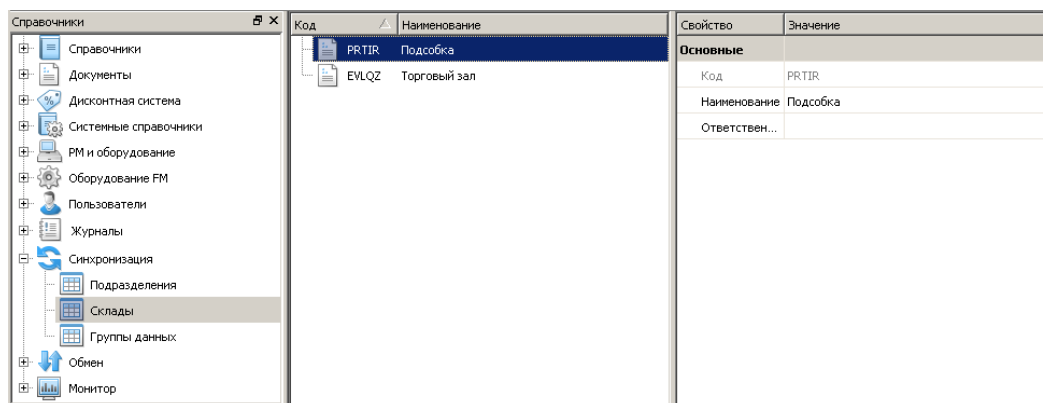 Справочники
Справочники
Документы
Дисконтная система
Системные справочники
РМ и оборудование
Оборудование FM
Пользователи
Журналы
Синхронизация
Подразделения
Склады
Группы данных
Обмен
Монитор
Код Наименование
PRTIR Подсобка
EVLQZ Торговый зал
Свойство Значение
Основные
Код PRTIR
Наименование Подсобка
Ответствен...